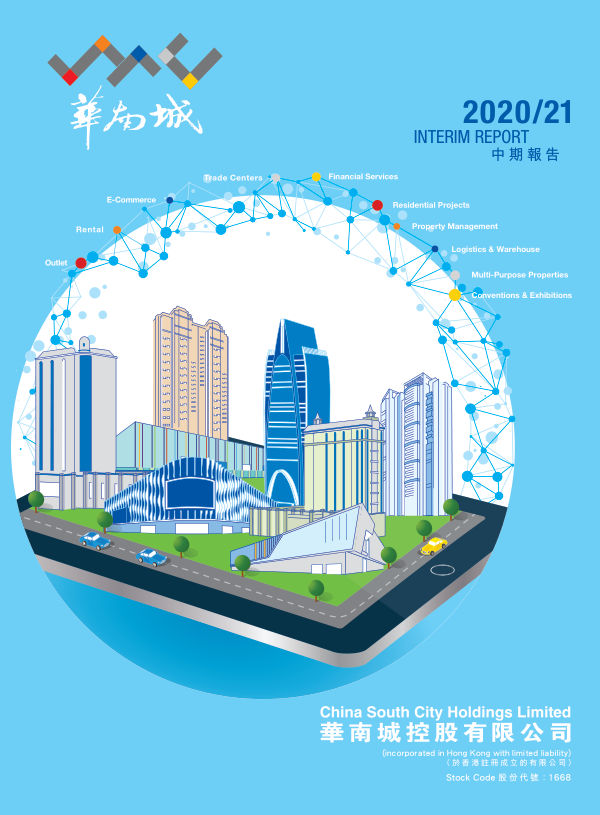 華南城
2020/21
INTERIM REPORT
中期報告
Trade Centers
Financial Services
E-Commerce
Residential Projects
Rental
Property Management
Outlet
Logistics & Warehouse
Multi-Purpose Properties
Conventions & Exhibitions
China South City Holdings Limited
華南城控股有限公司
(incorporated in Hong Kong with limited liability)
(於香港註冊成立的有限公司)
Stock Code 股份代號：1668